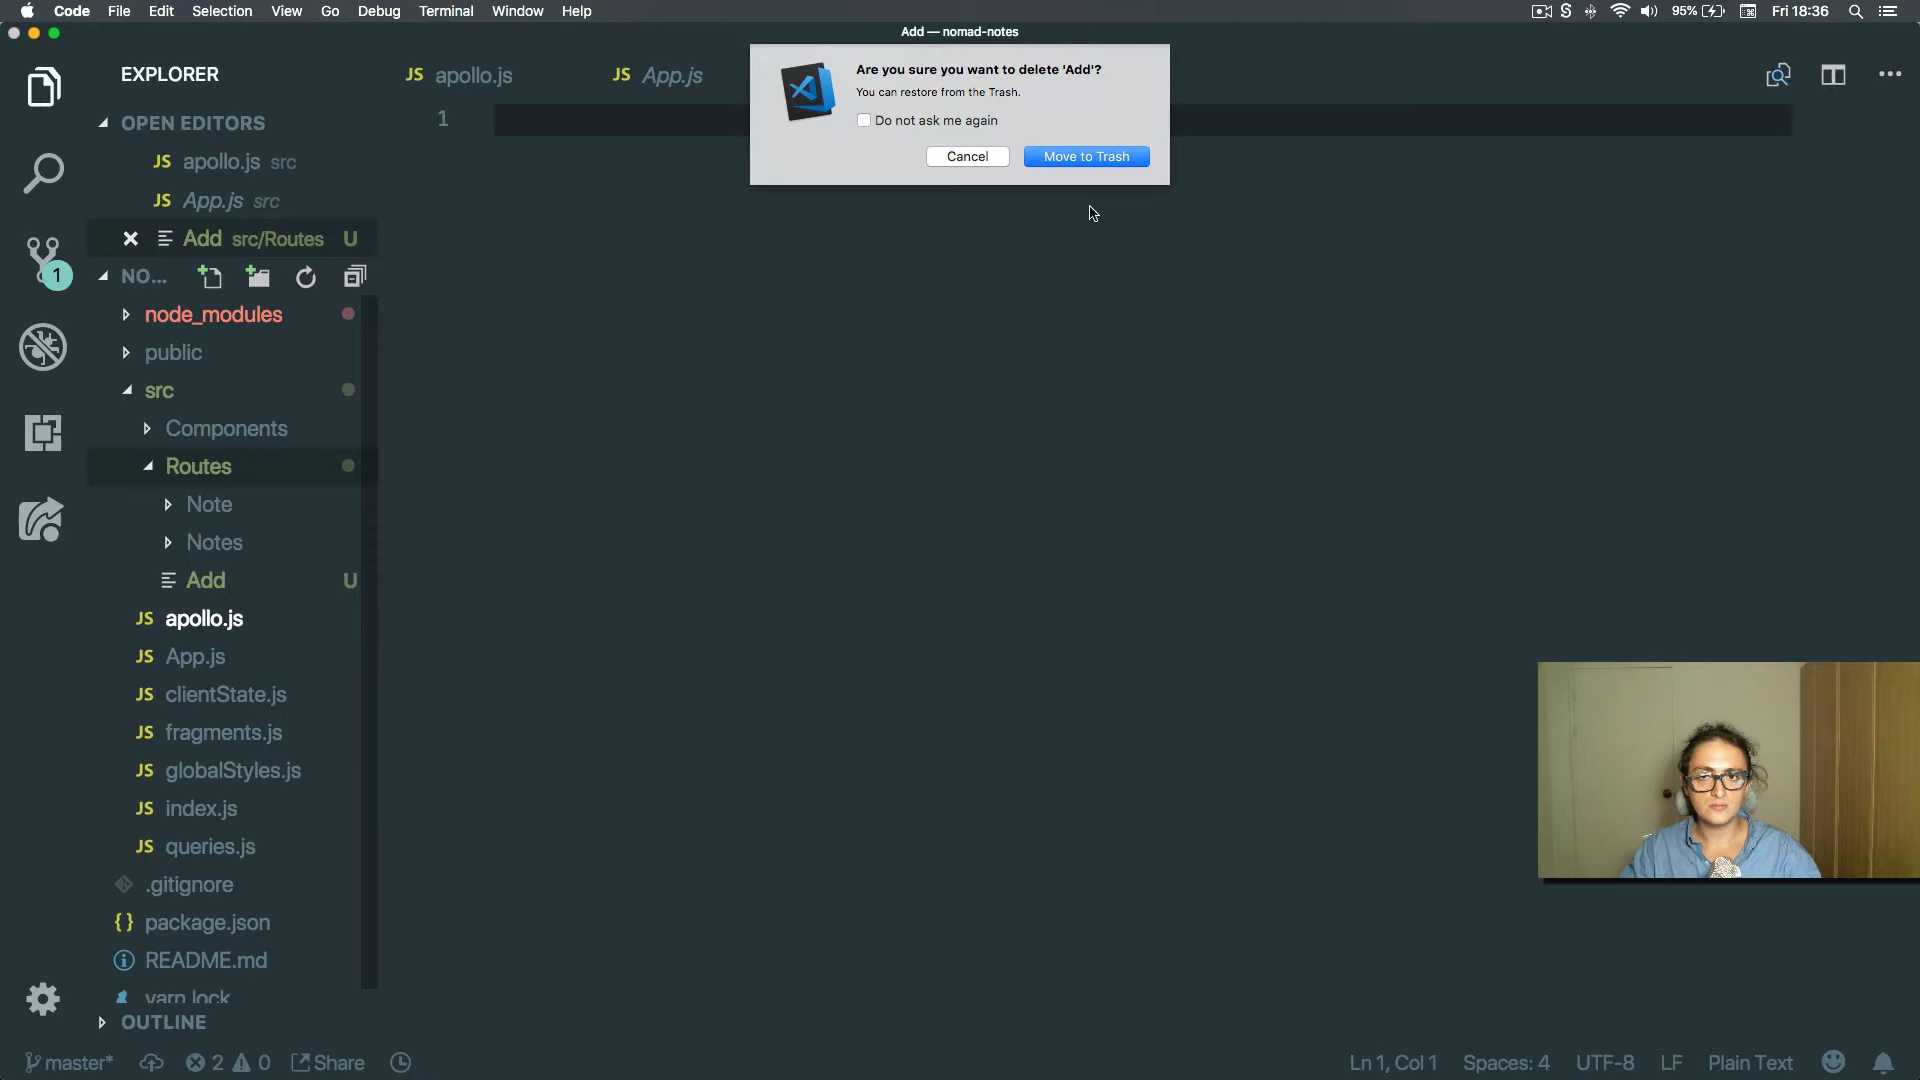 Code File Edit Selection View Go Debug Terminal Window Help
95% Fri 18:36
Add — nomad-notes
EXPLORER
JS apollo.js
JS App.js
Are you sure you want to delete 'Add'?
You can restore from the Trash.
Do not ask me again
Cancel
Move to Trash
OPEN EDITORS
JS apollo.js src
JS App.js src
Add src/Routes U
NO...
1
1
node_modules
public
src
Components
Routes
Note
Notes
Add U
JS apollo.js
JS App.js
JS clientState.js
JS fragments.js
JS globalStyles.js
JS index.js
JS queries.js
.gitignore
{} package.json
README.md
yarn.lock
OUTLINE
master* 2 0 Share
Ln 1, Col 1 Spaces: 4 UTF-8 LF Plain Text